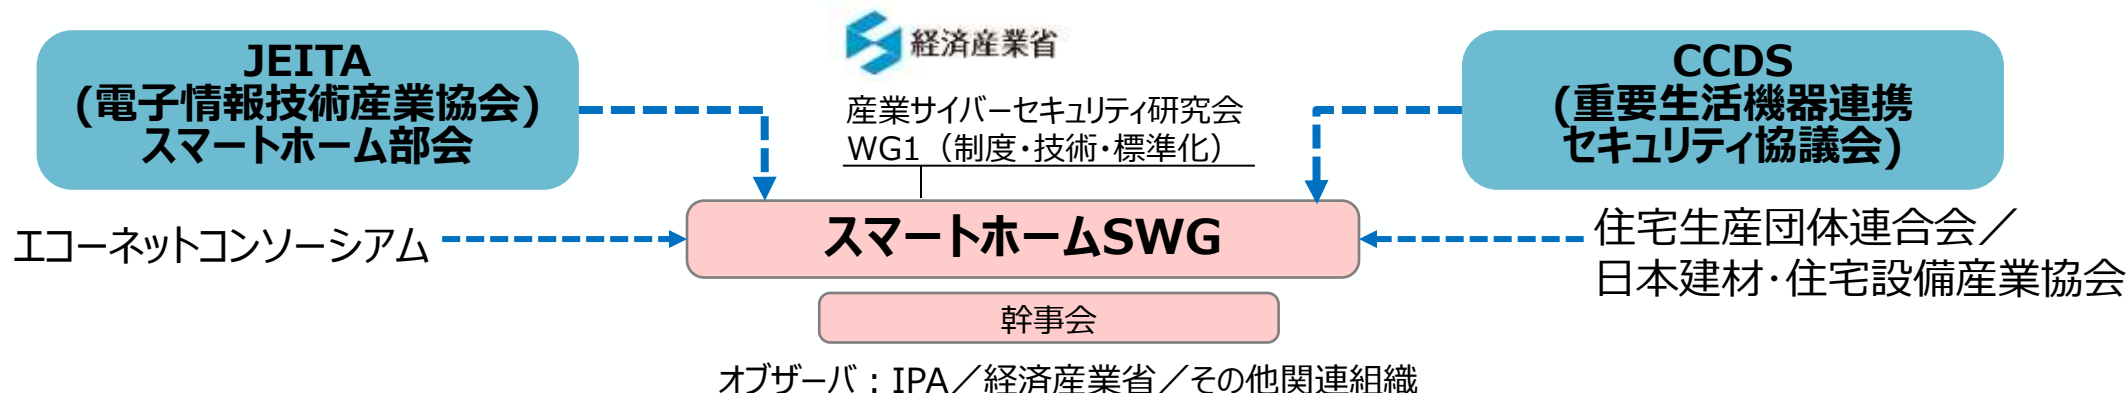 経済産業省
JEITA
(電子情報技術産業協会)
スマートホーム部会
産業サイバーセキュリティ研究会
WG1（制度・技術・標準化）
CCDS
(重要生活機器連携
セキュリティ協議会)
エコーネットコンソーシアム
スマートホームSWG
住宅生産団体連合会／
日本建材・住宅設備産業協会
幹事会
オブザーバ：IPA／経済産業省／その他関連組織